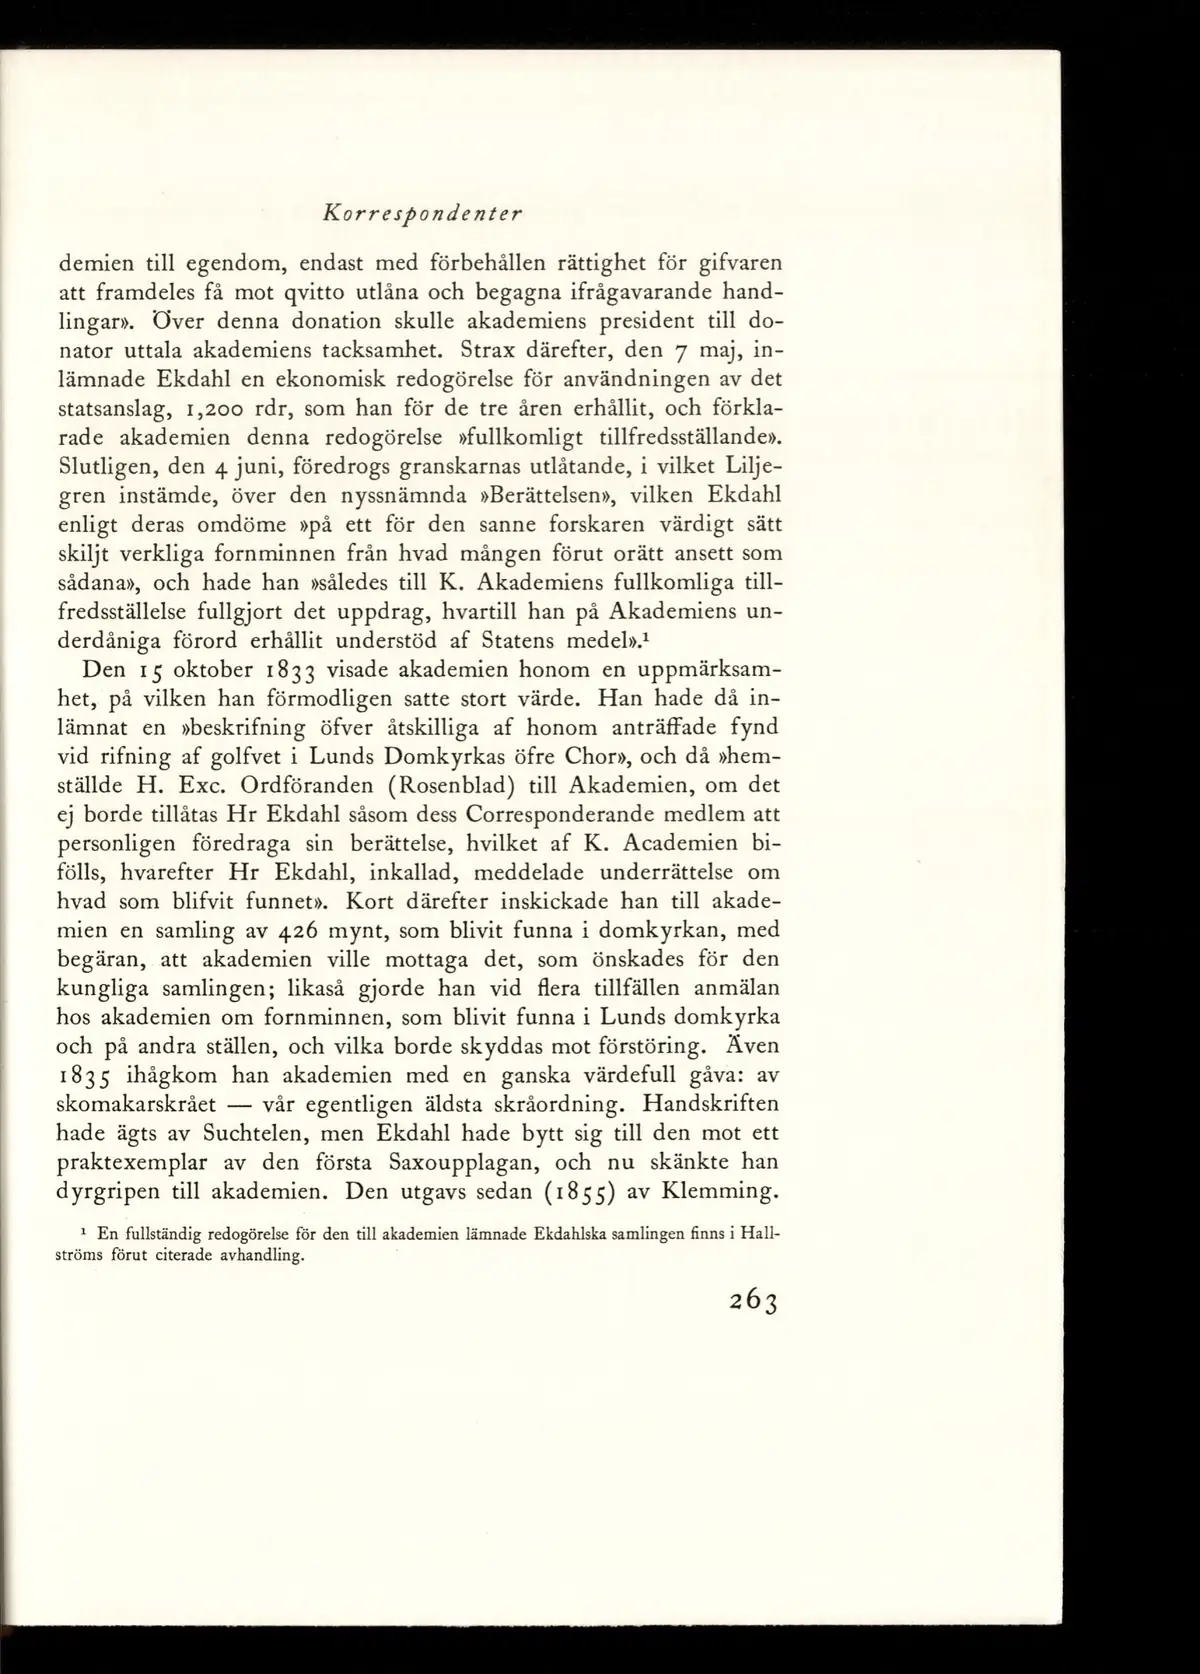 Korrespondenter
demien till egendom, endast med förbehållen rättighet för gifvaren
att framdeles få mot qvitto utlåna och begagna ifrågavarande hand-
lingar». Över denna donation skulle akademiens president till do-
nator uttala akademiens tacksamhet. Strax därefter, den 7 maj, in-
lämnade Ekdahl en ekonomisk redogörelse för användningen av det
statsanslag, 1,200 rdr, som han för de tre åren erhållit, och förkla-
rade akademien denna redogörelse »fullkomligt tillfredsställande».
Slutligen, den 4 juni, föredrogs granskarnas utlåtande, i vilket Lilje-
gren instämde, över den nyssnämnda »Berättelsen», vilken Ekdahl
enligt deras omdöme »på ett för den sanne forskaren värdigt sätt
skiljt verkliga fornminnen från hvad mången förut orätt ansett som
sådana», och hade han »således till K. Akademiens fullkomliga till-
fredsställelse fullgjort det uppdrag, hvartill han på Akademiens un-
derdåniga förord erhållit understöd af Statens medel».¹
Den 15 oktober 1833 visade akademien honom en uppmärksam-
het, på vilken han förmodligen satte stort värde. Han hade då in-
lämnat en »beskrifning öfver åtskilliga af honom anträffade fynd
vid rifning af golfvet i Lunds Domkyrkas öfre Chor», och då »hem-
ställde H. Exc. Ordföranden (Rosenblad) till Akademien, om det
ej borde tillåtas Hr Ekdahl såsom dess Corresponderande medlem att
personligen föredraga sin berättelse, hvilket af K. Academien bi-
fölls, hvarefter Hr Ekdahl, inkallad, meddelade underrättelse om
hvad som blifvit funnet». Kort därefter inskickade han till akade-
mien en samling av 426 mynt, som blivit funna i domkyrkan, med
begäran, att akademien ville mottaga det, som önskades för den
kungliga samlingen; likaså gjorde han vid flera tillfällen anmälan
hos akademien om fornminnen, som blivit funna i Lunds domkyrka
och på andra ställen, och vilka borde skyddas mot förstöring. Även
1835 ihågkom han akademien med en ganska värdefull gåva: av
skomakarskrået — vår egentligen äldsta skråordning. Handskriften
hade ägts av Suchtelen, men Ekdahl hade bytt sig till den mot ett
praktexemplar av den första Saxoupplagan, och nu skänkte han
dyrgripen till akademien. Den utgavs sedan (1855) av Klemming.
¹ En fullständig redogörelse för den till akademien lämnade Ekdahlska samlingen finns i Hall-
ströms förut citerade avhandling.
263